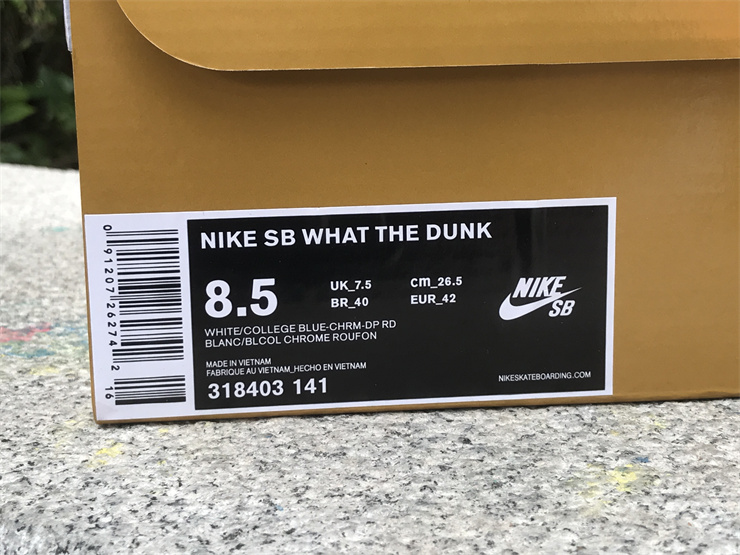 NIKE SB WHAT THE DUNK
8.5
UK_7.5 cm_26.5
BR_40 EUR_42
NIKE
SB
WHITE/COLLEGE BLUE-CHRM-DP RD
BLANC/BLCOL CHROME ROUFON
MADE IN VIETNAM
FABRIQUE AU VIETNAM_HECHO EN VIETNAM
318403 141
NIKESKATEBOARDING.COM
0 91207 26274 2 16